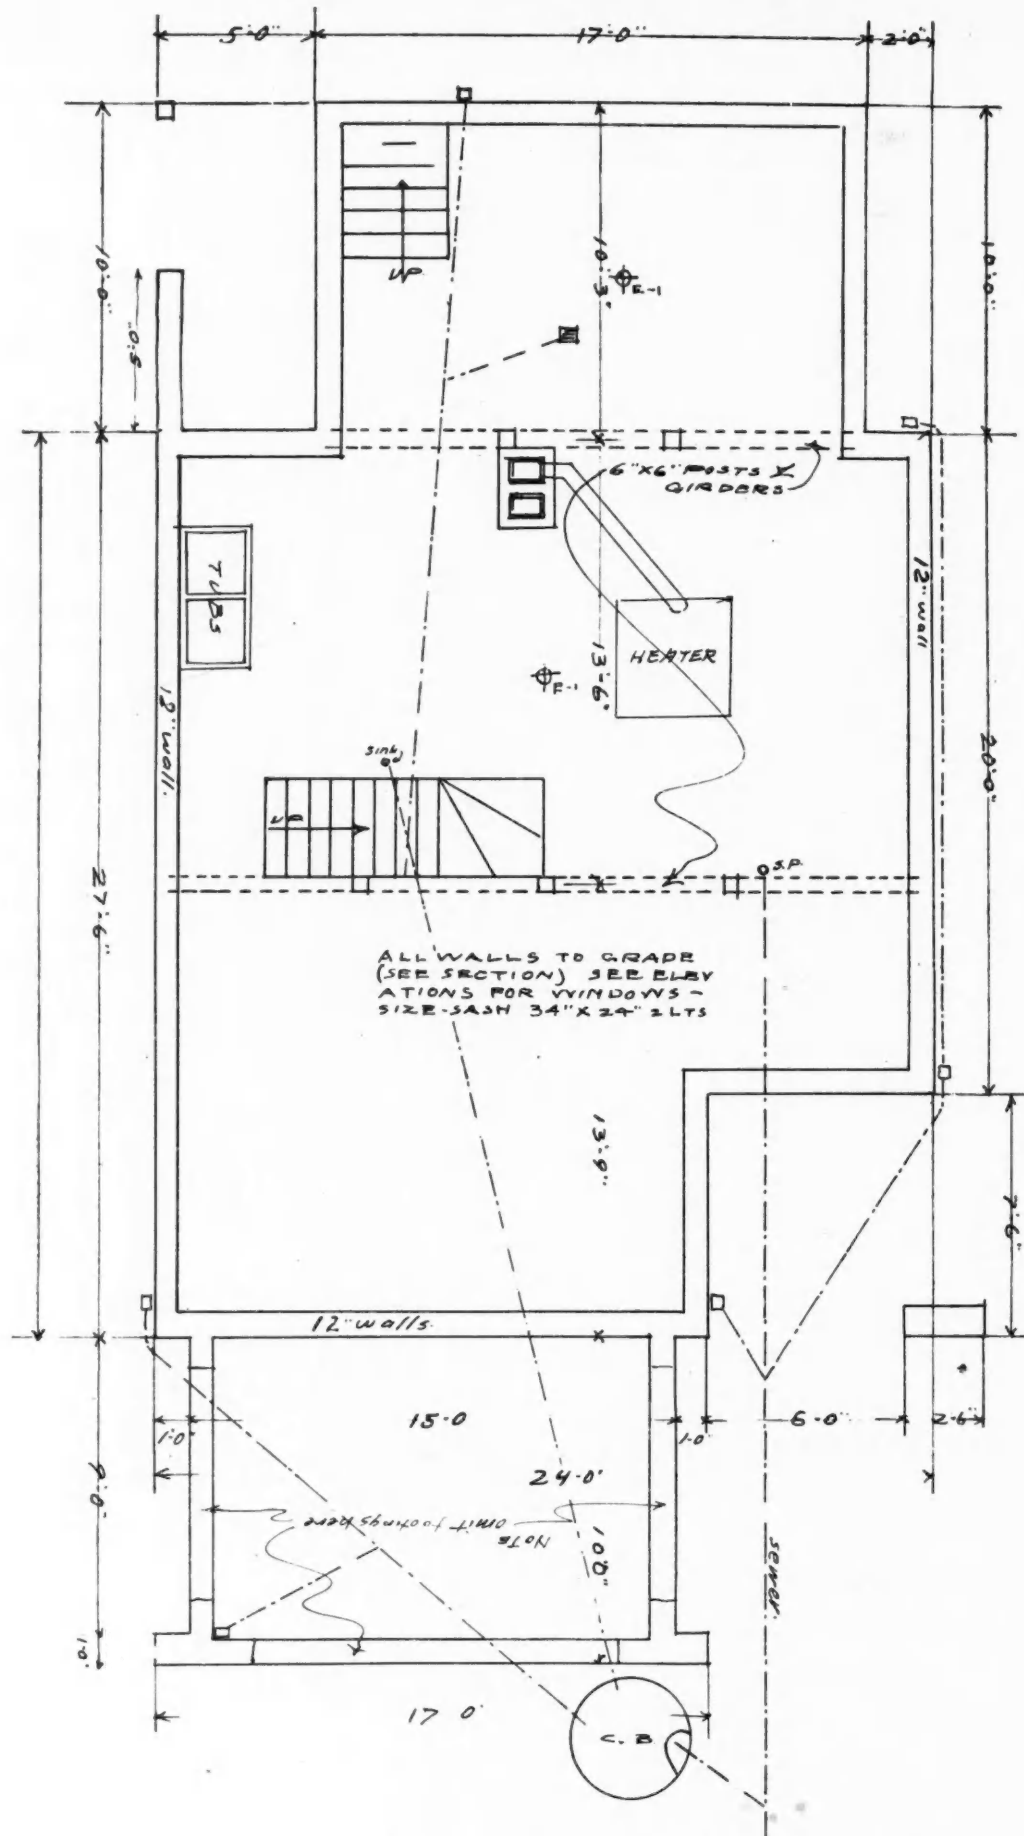 5'-0"
17'-0"
2'-0"
10'-0"
10'-3"
10'-0"
UP
E-1
5'-0"
6"X6" POSTS &
GIRDERS
TUBS
12" wall
HEATER
13'-6"
E-1
12" wall.
sink
20'-0"
UP
S.P.
27'-6"
ALL WALLS TO GRADE
(SEE SECTION) SEE ELEV
ATIONS FOR WINDOWS -
SIZE-SASH 34"X 24" 2 LTS
13'-9"
7'-6"
12" walls.
1-0"
15-0
1-0"
6-0"
2-6"
24-0"
9'-0"
NOTE
omit footings here
10'0"
sewer.
1'-0"
17 0
C. B